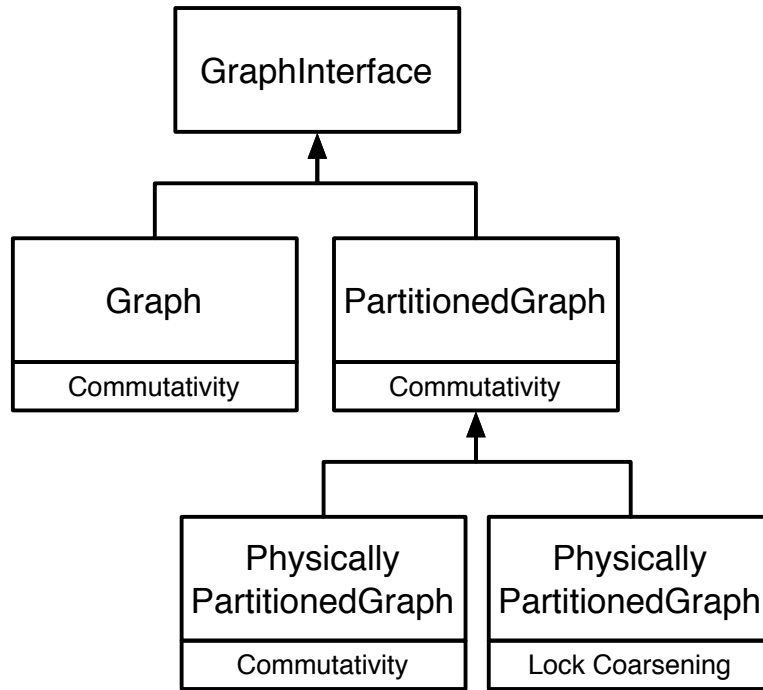 GraphInterface
Graph
PartitionedGraph
Commutativity
Commutativity
Physically
PartitionedGraph
Physically
PartitionedGraph
Commutativity
Lock Coarsening